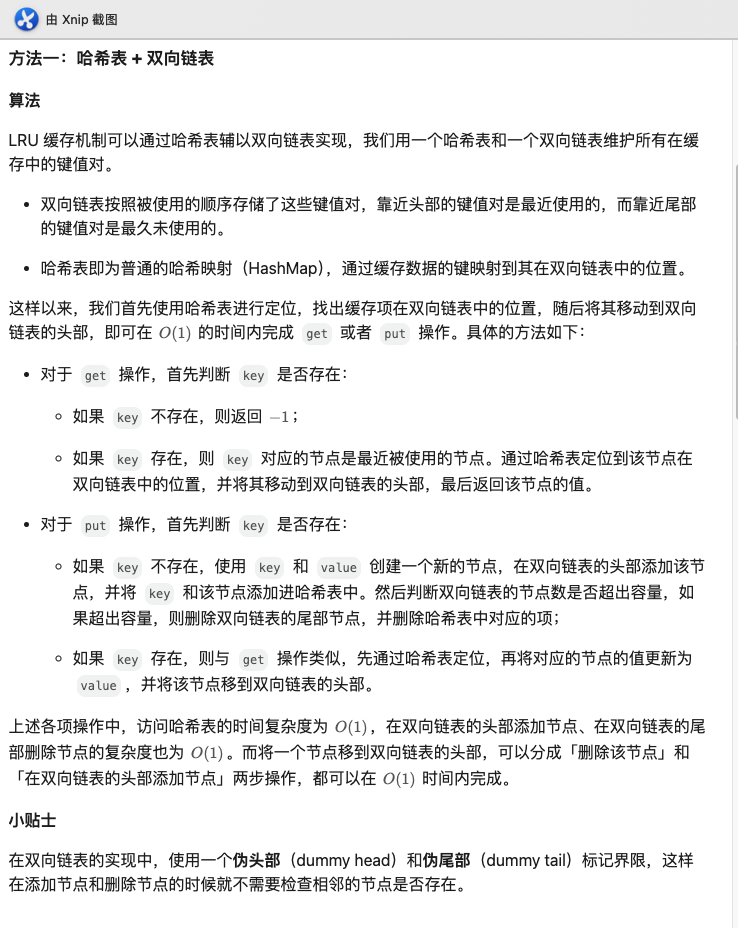 由 Xnip 截图
方法一：哈希表 + 双向链表
算法
LRU 缓存机制可以通过哈希表辅以双向链表实现，我们用一个哈希表和一个双向链表维护所有在缓
存中的键值对。
• 双向链表按照被使用的顺序存储了这些键值对，靠近头部的键值对是最近使用的，而靠近尾部
的键值对是最久未使用的。
• 哈希表即为普通的哈希映射（HashMap），通过缓存数据的键映射到其在双向链表中的位置。
这样以来，我们首先使用哈希表进行定位，找出缓存项在双向链表中的位置，随后将其移动到双向
链表的头部，即可在 O(1) 的时间内完成 get 或者 put 操作。具体的方法如下：
• 对于 get 操作，首先判断 key 是否存在：
◦ 如果 key 不存在，则返回 −1；
◦ 如果 key 存在，则 key 对应的节点是最近被使用的节点。通过哈希表定位到该节点在
双向链表中的位置，并将其移动到双向链表的头部，最后返回该节点的值。
• 对于 put 操作，首先判断 key 是否存在：
◦ 如果 key 不存在，使用 key 和 value 创建一个新的节点，在双向链表的头部添加该节
点，并将 key 和该节点添加进哈希表中。然后判断双向链表的节点数是否超出容量，如
果超出容量，则删除双向链表的尾部节点，并删除哈希表中对应的项；
◦ 如果 key 存在，则与 get 操作类似，先通过哈希表定位，再将对应的节点的值更新为
value ，并将该节点移到双向链表的头部。
上述各项操作中，访问哈希表的时间复杂度为 O(1)，在双向链表的头部添加节点、在双向链表的尾
部删除节点的复杂度也为 O(1)。而将一个节点移到双向链表的头部，可以分成「删除该节点」和
「在双向链表的头部添加节点」两步操作，都可以在 O(1) 时间内完成。
小贴士
在双向链表的实现中，使用一个伪头部（dummy head）和伪尾部（dummy tail）标记界限，这样
在添加节点和删除节点的时候就不需要检查相邻的节点是否存在。